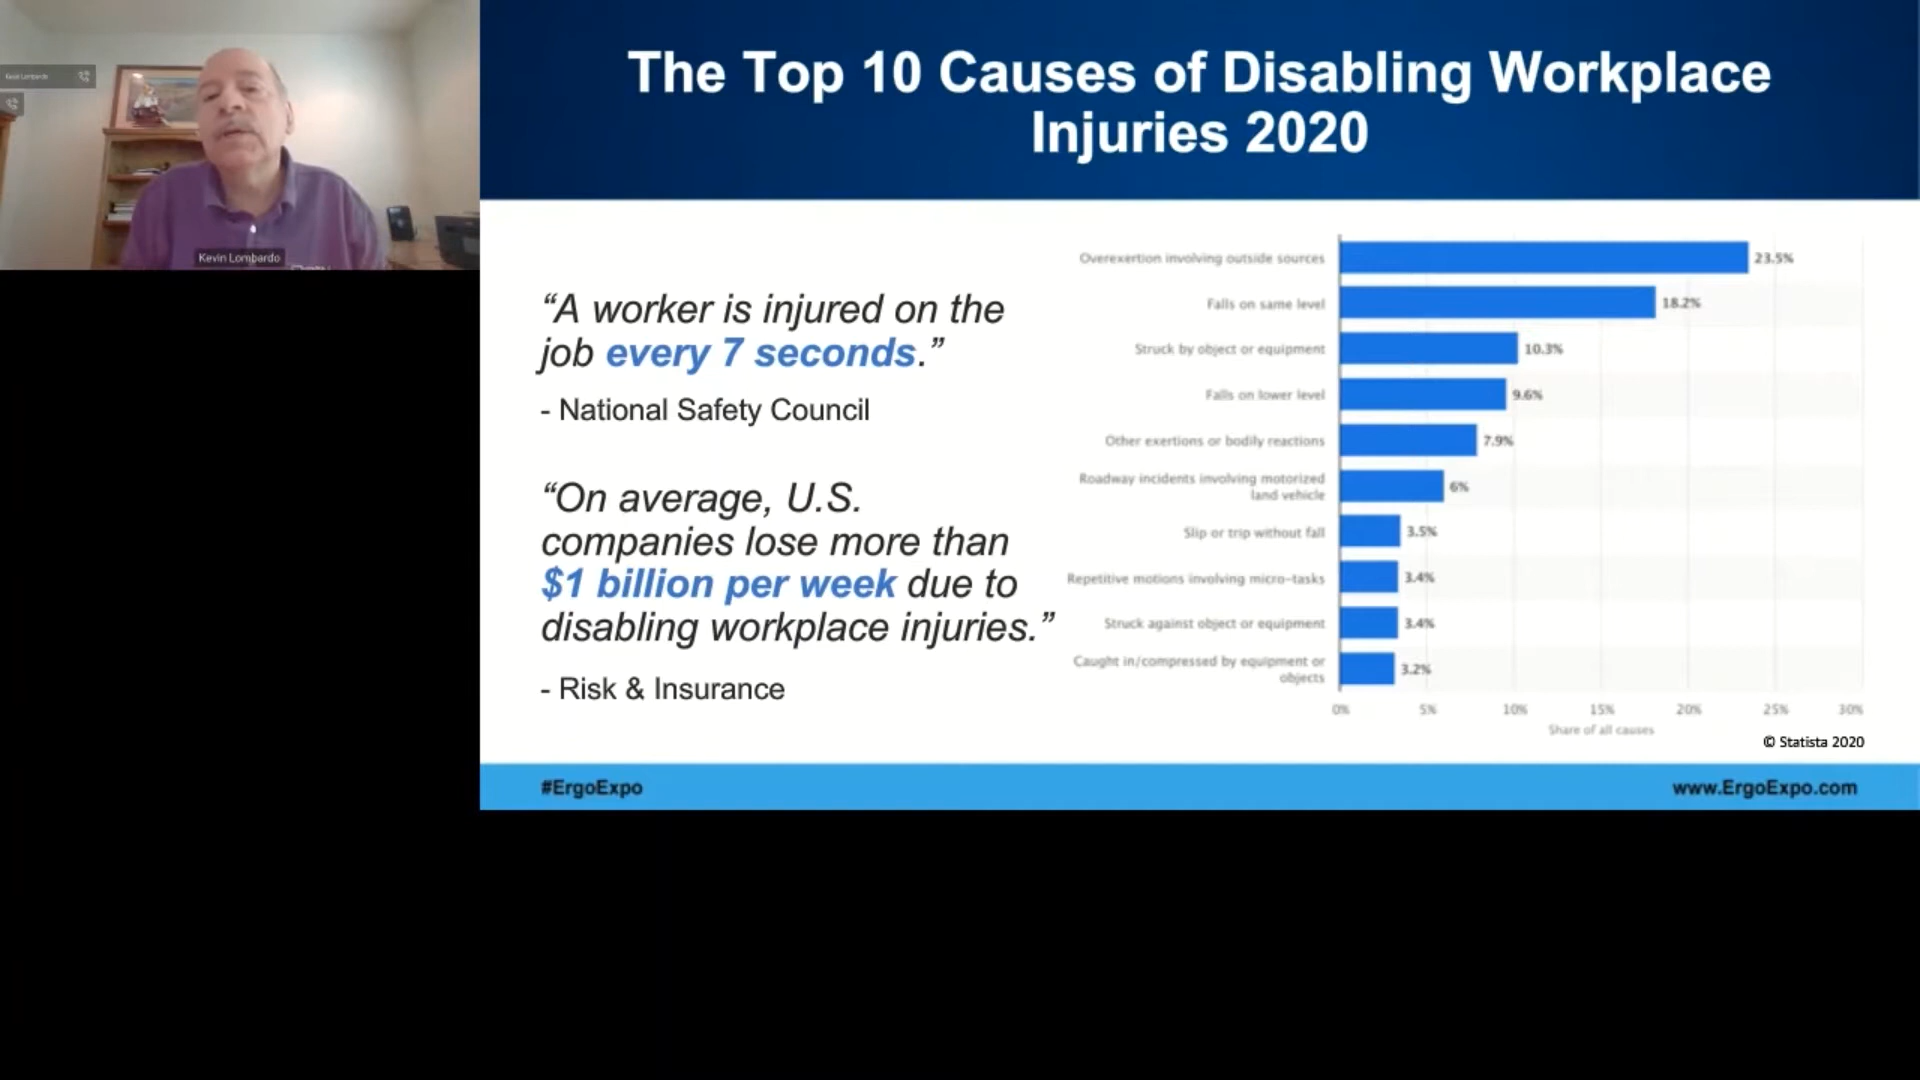 Kevin Lombardo
Kevin Lombardo
The Top 10 Causes of Disabling Workplace
Injuries 2020
“A worker is injured on the
job every 7 seconds.”
- National Safety Council
“On average, U.S.
companies lose more than
$1 billion per week due to
disabling workplace injuries.”
- Risk & Insurance
Overexertion involving outside sources 23.5%
Falls on same level 18.2%
Struck by object or equipment 10.3%
Falls on lower level 9.6%
Other exertions or bodily reactions 7.9%
Roadway incidents involving motorized
land vehicle 6%
Slip or trip without fall 3.5%
Repetitive motions involving micro-tasks 3.4%
Struck against object or equipment 3.4%
Caught in/compressed by equipment or
objects 3.2%
0% 5% 10% 15% 20% 25% 30%
Share of all causes
© Statista 2020
#ErgoExpo www.ErgoExpo.com